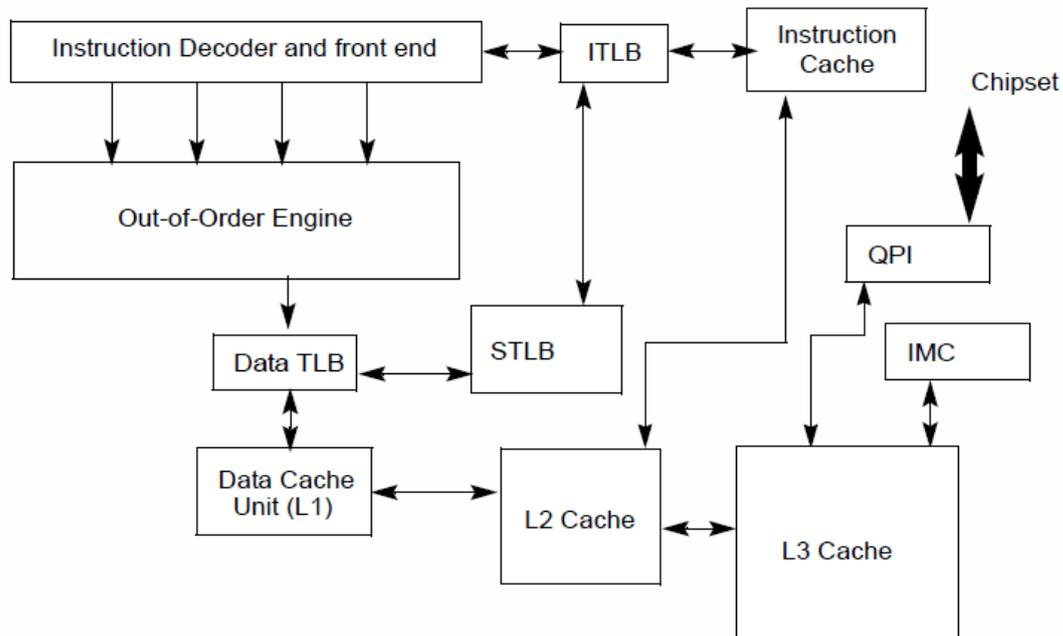 Instruction Decoder and front end
ITLB
Instruction
Cache
Chipset
Out-of-Order Engine
QPI
STLB
IMC
Data TLB
Data Cache
Unit (L1)
L2 Cache
L3 Cache